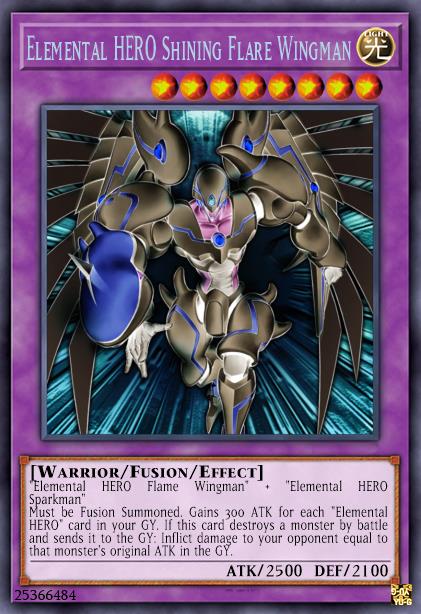 Elemental HERO Shining Flare Wingman
LIGHT
光
[Warrior/Fusion/Effect]
"Elemental HERO Flame Wingman" + "Elemental HERO
Sparkman"
Must be Fusion Summoned. Gains 300 ATK for each "Elemental
HERO" card in your GY. If this card destroys a monster by battle
and sends it to the GY: Inflict damage to your opponent equal to
that monster's original ATK in the GY.
ATK/2500 DEF/2100
25366484